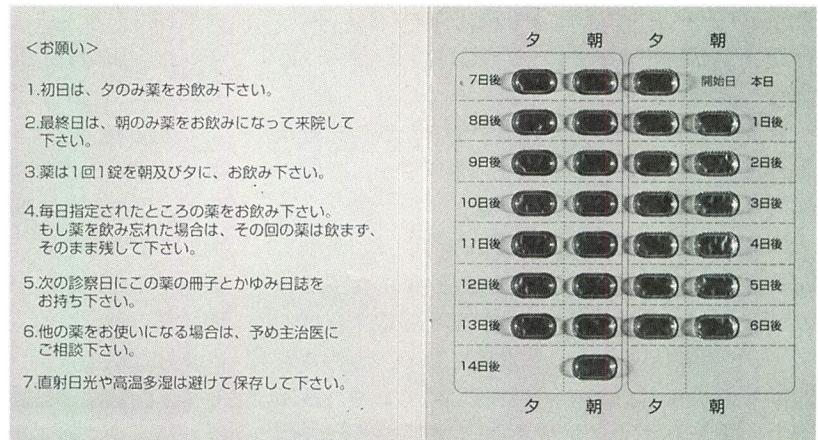 ＜お願い＞
1.初日は、夕のみ薬をお飲み下さい。
2.最終日は、朝のみ薬をお飲みになって来院して
下さい。
3.薬は1回1錠を朝及び夕に、お飲み下さい。
4.毎日指定されたところの薬をお飲み下さい。
もし薬を飲み忘れた場合は、その回の薬は飲まず、
そのまま残して下さい。
5.次の診察日にこの薬の冊子とかゆみ日誌を
お持ち下さい。
6.他の薬をお使いになる場合は、予め主治医に
ご相談下さい。
7.直射日光や高温多湿は避けて保存して下さい。
夕 朝 夕 朝
7日後 開始日 本日
8日後 1日後
9日後 2日後
10日後 3日後
11日後 4日後
12日後 5日後
13日後 6日後
14日後
夕 朝 夕 朝